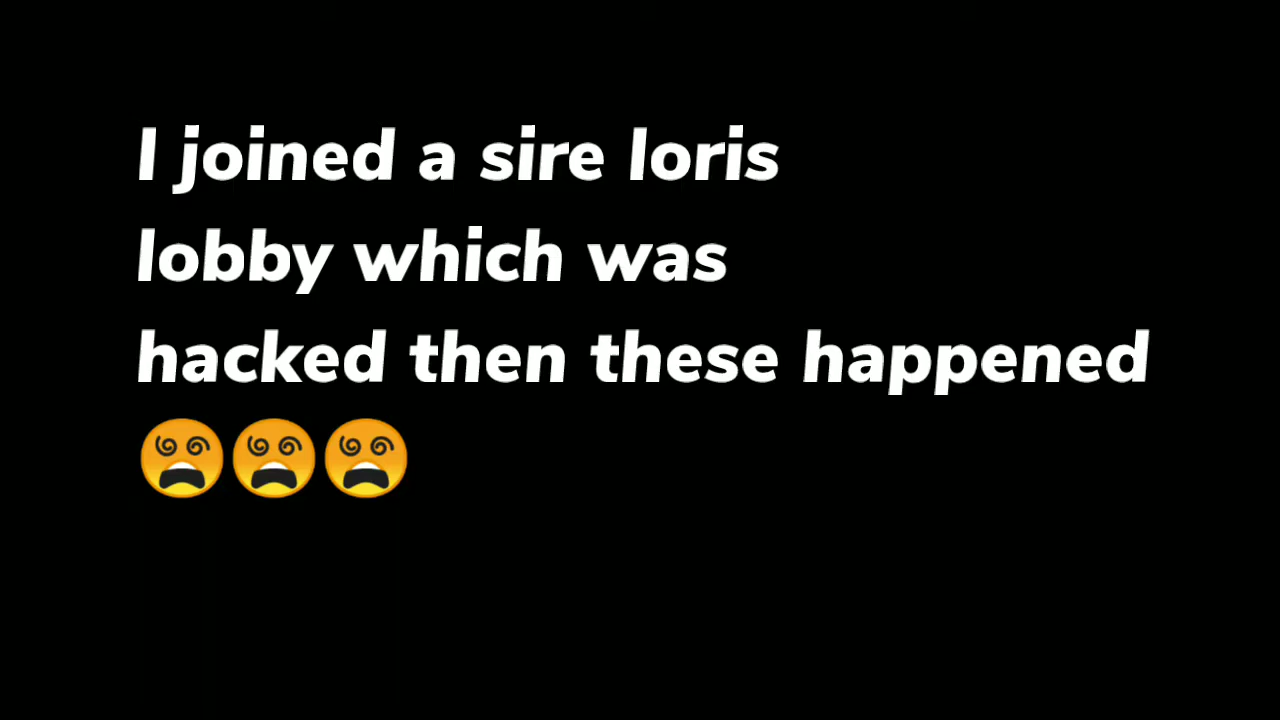 I joined a sire loris
lobby which was
hacked then these happened
😵😵😵